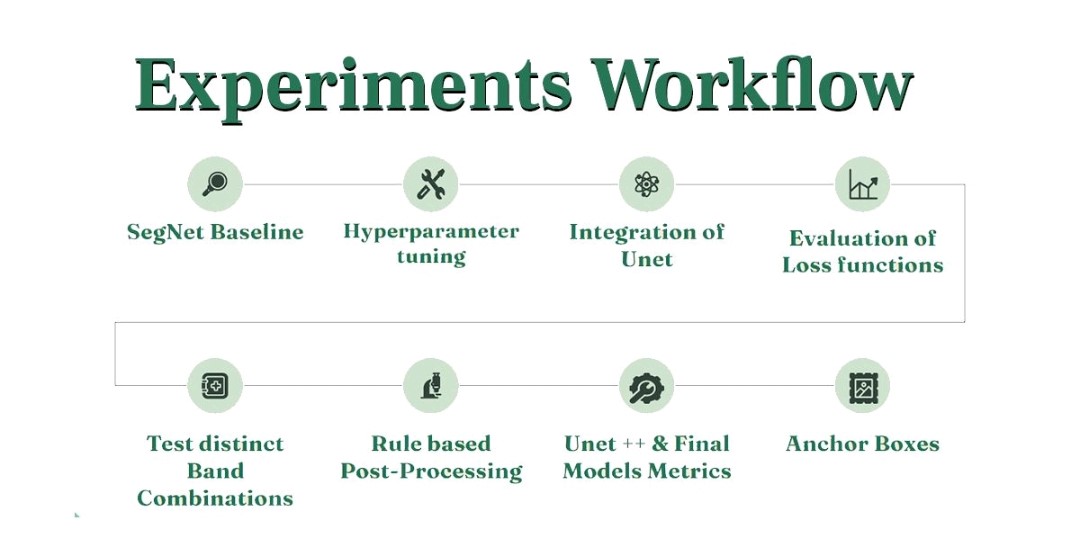 Experiments Workflow
SegNet Baseline
Hyperparameter
tuning
Integration of
Unet
Evaluation of
Loss functions
Test distinct
Band
Combinations
Rule based
Post-Processing
Unet ++ & Final
Models Metrics
Anchor Boxes